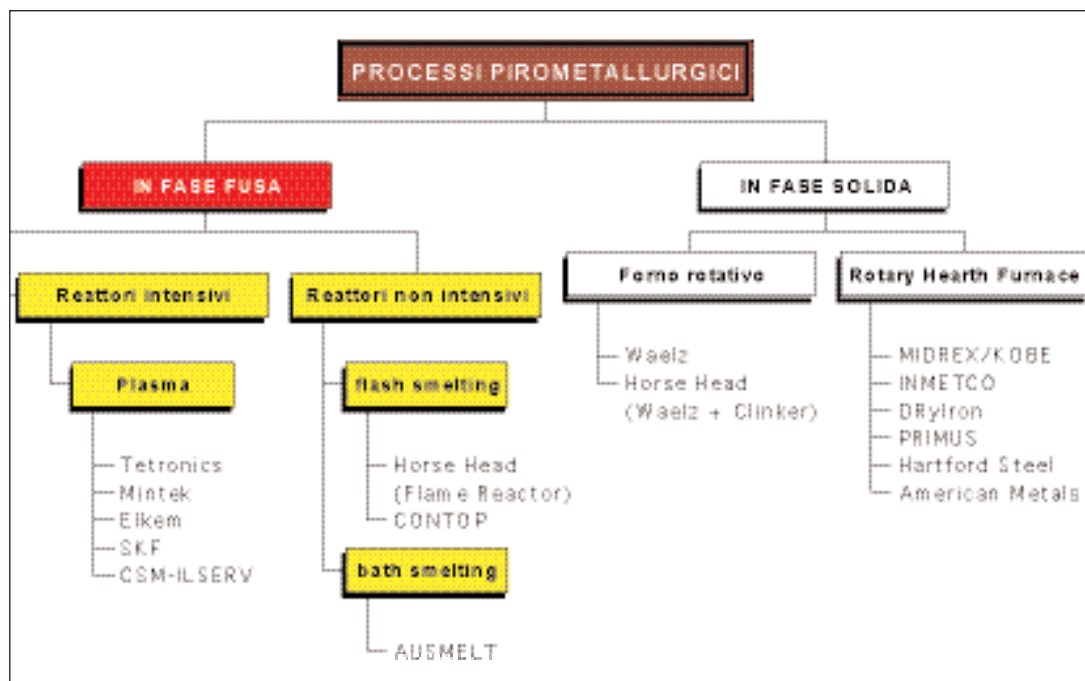 PROCESSI PIROMETALLURGICI
IN FASE FUSA
IN FASE SOLIDA
Reattori intensivi
Reattori non intensivi
Forno rotativo
Rotary Hearth Furnace
Plasma
Tetronics
Mintek
Elkem
SKF
CSM-ILSERV
flash smelting
Horse Head
(Flame Reactor)
CONTOP
bath smelting
AUSMELT
Waelz
Horse Head
(Waelz + Clinker)
MIDREX/KOBE
INMETCO
DRyIron
PRIMUS
Hartford Steel
American Metals